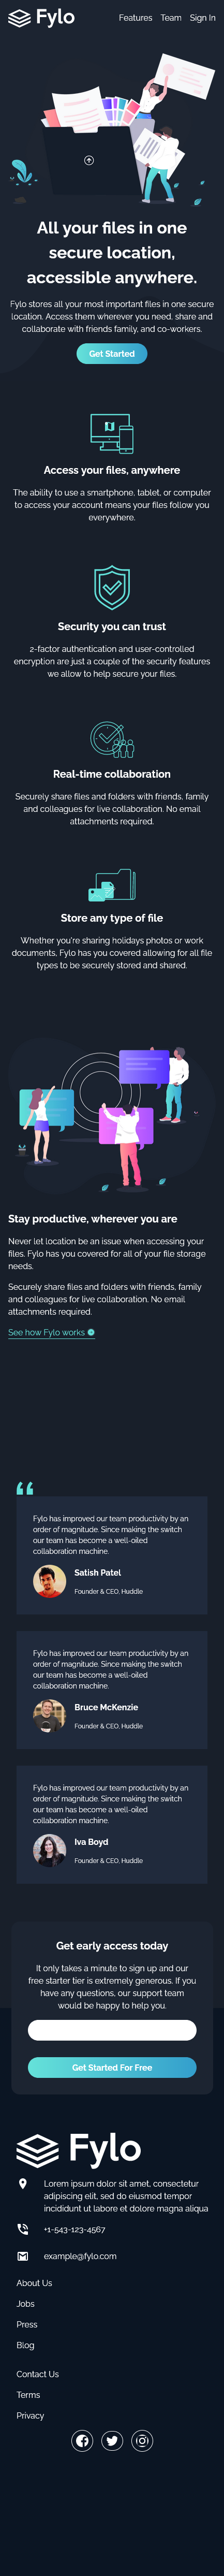 Fylo
Features Team Sign In
All your files in one
secure location,
accessible anywhere.
Fylo stores all your most important files in one secure
location. Access them wherever you need, share and
collaborate with friends family, and co-workers.
Get Started
Access your files, anywhere
The ability to use a smartphone, tablet, or computer
to access your account means your files follow you
everywhere.
Security you can trust
2-factor authentication and user-controlled
encryption are just a couple of the security features
we allow to help secure your files.
Real-time collaboration
Securely share files and folders with friends, family
and colleagues for live collaboration. No email
attachments required.
Store any type of file
Whether you're sharing holidays photos or work
documents, Fylo has you covered allowing for all file
types to be securely stored and shared.
Stay productive, wherever you are
Never let location be an issue when accessing your
files. Fylo has you covered for all of your file storage
needs.
Securely share files and folders with friends, family
and colleagues for live collaboration. No email
attachments required.
See how Fylo works
Fylo has improved our team productivity by an
order of magnitude. Since making the switch
our team has become a well-oiled
collaboration machine.
Satish Patel
Founder & CEO, Huddle
Fylo has improved our team productivity by an
order of magnitude. Since making the switch
our team has become a well-oiled
collaboration machine.
Bruce McKenzie
Founder & CEO, Huddle
Fylo has improved our team productivity by an
order of magnitude. Since making the switch
our team has become a well-oiled
collaboration machine.
Iva Boyd
Founder & CEO, Huddle
Get early access today
It only takes a minute to sign up and our
free starter tier is extremely generous. If you
have any questions, our support team
would be happy to help you.
Get Started For Free
Fylo
Lorem ipsum dolor sit amet, consectetur
adipiscing elit, sed do eiusmod tempor
incididunt ut labore et dolore magna aliqua
+1-543-123-4567
example@fylo.com
About Us
Jobs
Press
Blog
Contact Us
Terms
Privacy